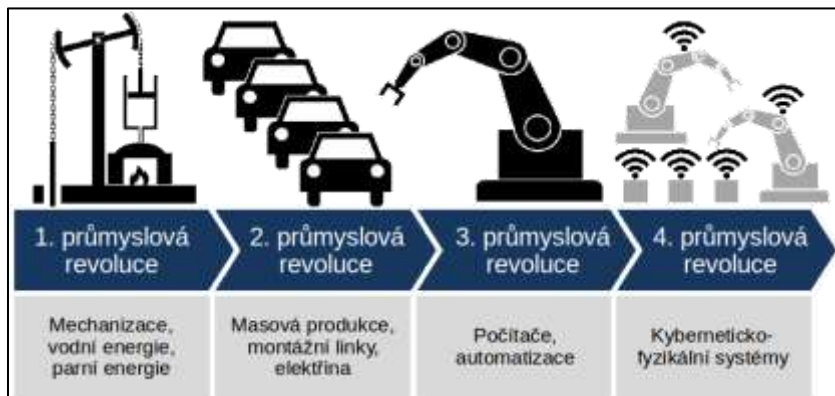 1. průmyslová
revoluce
2. průmyslová
revoluce
3. průmyslová
revoluce
4. průmyslová
revoluce
Mechanizace,
vodní energie,
parní energie
Masová produkce,
montážní linky,
elektřina
Počítače,
automatizace
Kyberneticko-
fyzikální systémy